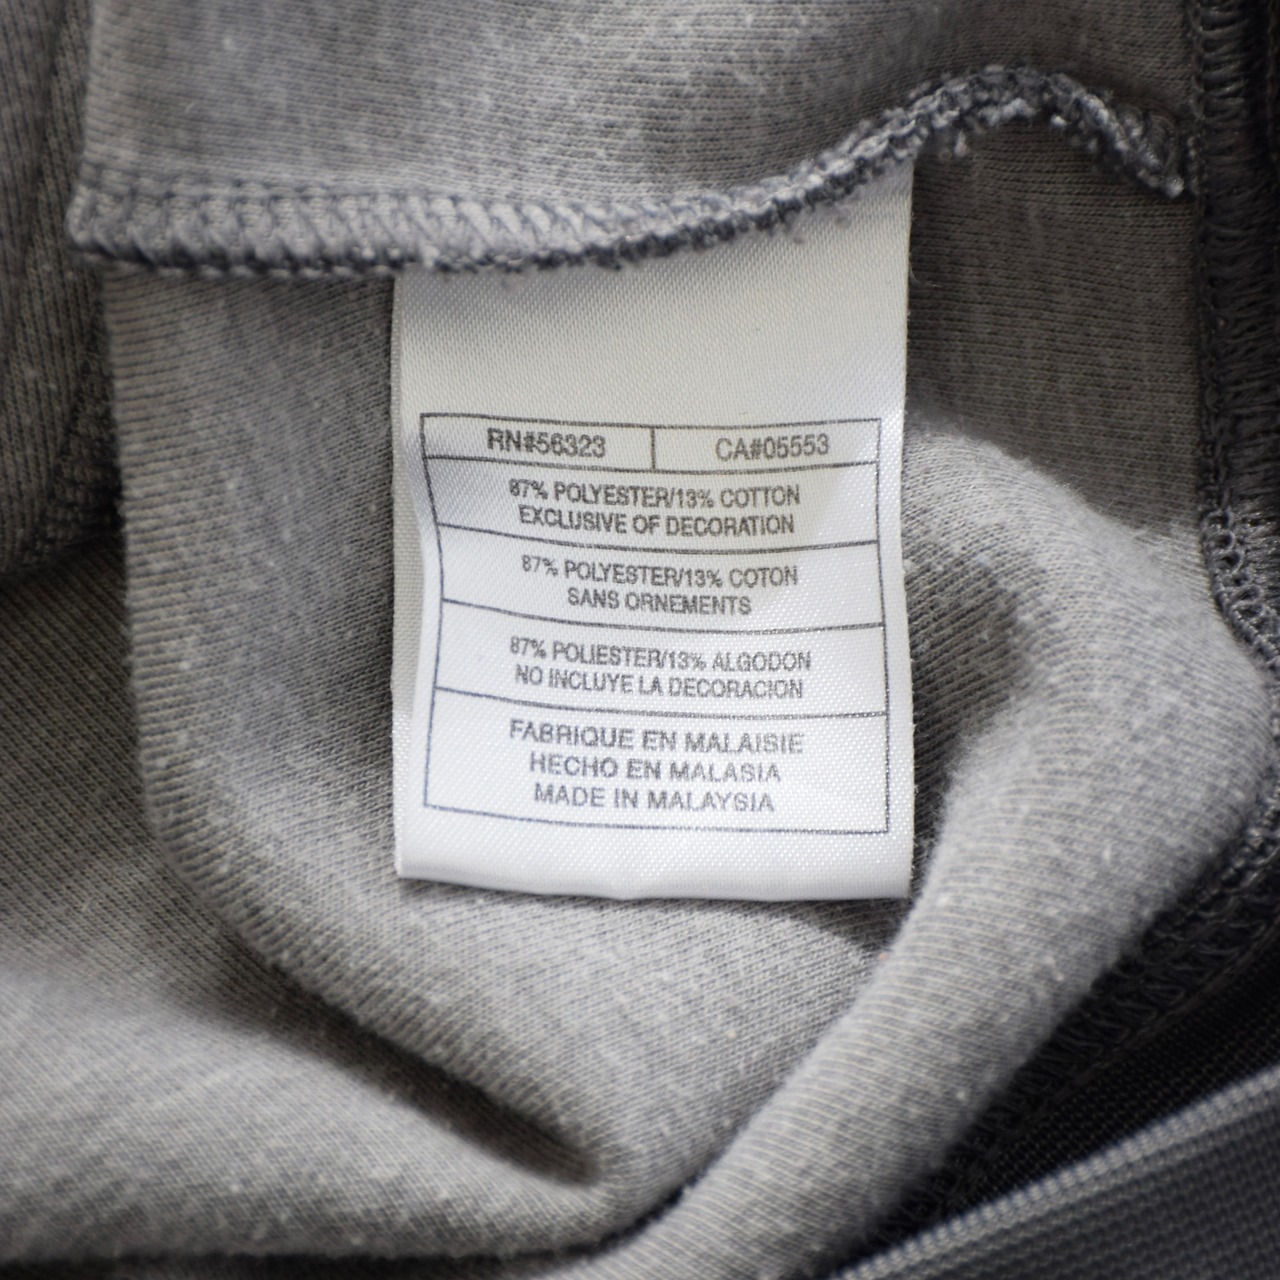 RN#56323 CA#05553
87% POLYESTER/13% COTTON
EXCLUSIVE OF DECORATION
87% POLYESTER/13% COTON
SANS ORNEMENTS
87% POLIESTER/13% ALGODON
NO INCLUYE LA DECORACION
FABRIQUE EN MALAISIE
HECHO EN MALASIA
MADE IN MALAYSIA